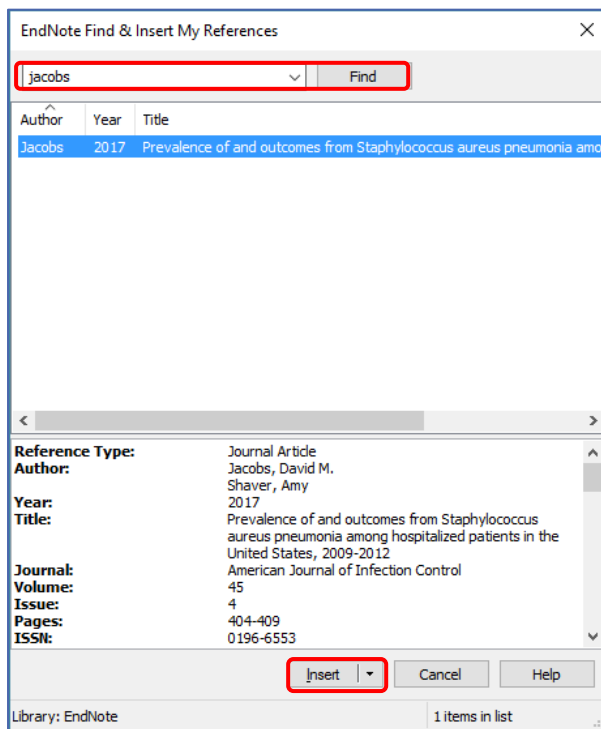 EndNote Find & Insert My References
jacobs Find
Author Year Title
Jacobs 2017 Prevalence of and outcomes from Staphylococcus aureus pneumonia amo
Reference Type: Journal Article
Author: Jacobs, David M.
Shaver, Amy
Year: 2017
Title: Prevalence of and outcomes from Staphylococcus
aureus pneumonia among hospitalized patients in the
United States, 2009-2012
Journal: American Journal of Infection Control
Volume: 45
Issue: 4
Pages: 404-409
ISSN: 0196-6553
Insert Cancel Help
Library: EndNote 1 items in list